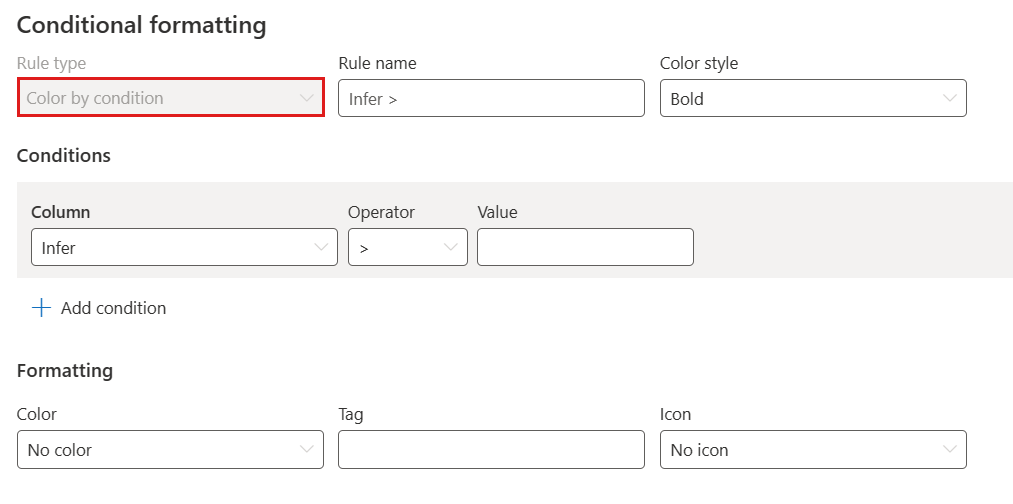 Conditional formatting
Rule type Rule name Color style
Color by condition Infer > Bold
Conditions
Column Operator Value
Infer >
Add condition
Formatting
Color Tag Icon
No color No icon